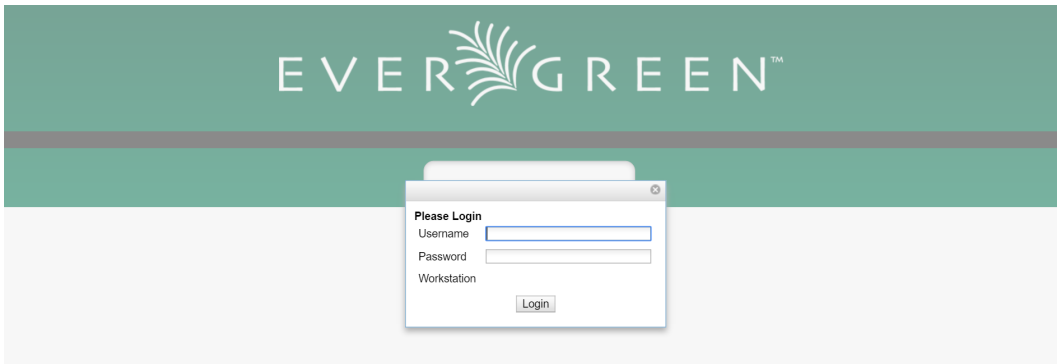 EVERGREEN™
Please Login
Username
Password
Workstation
Login